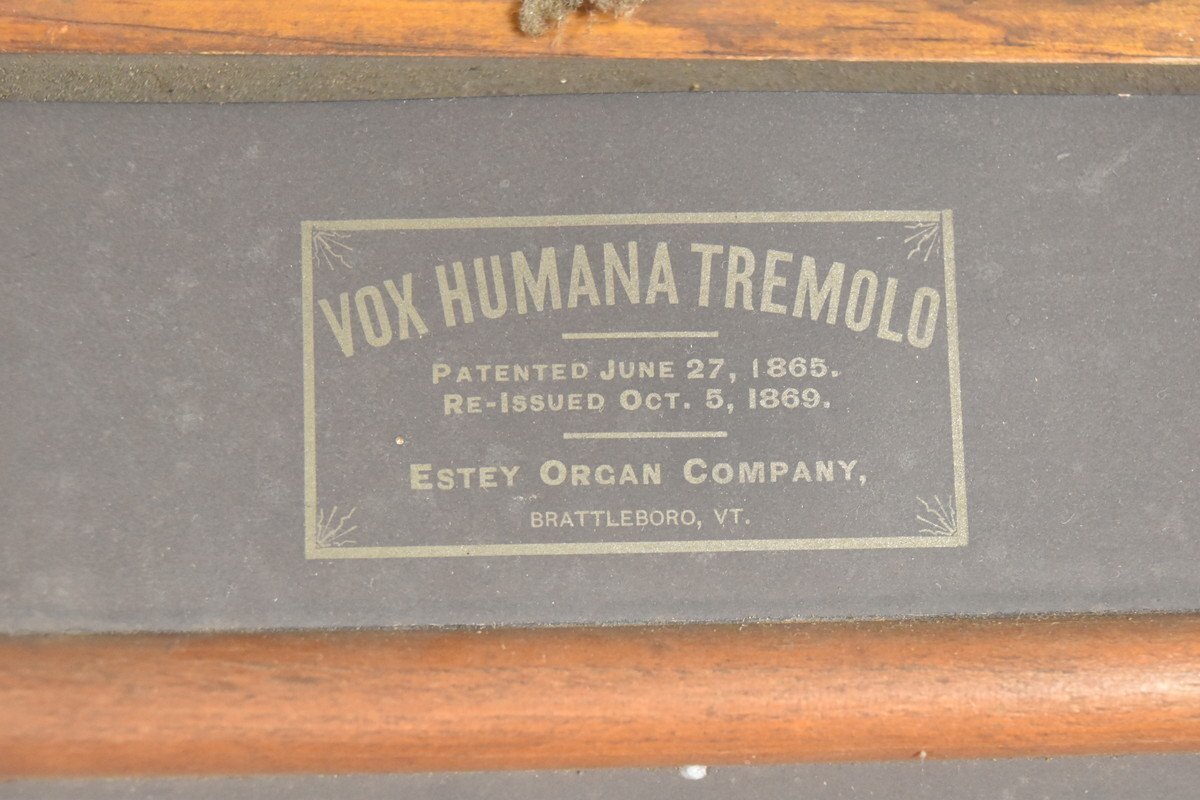 VOX HUMANA TREMOLO
PATENTED JUNE 27, 1865.
RE-ISSUED OCT. 5, 1869.
ESTEY ORGAN COMPANY,
BRATTLEBORO, VT.